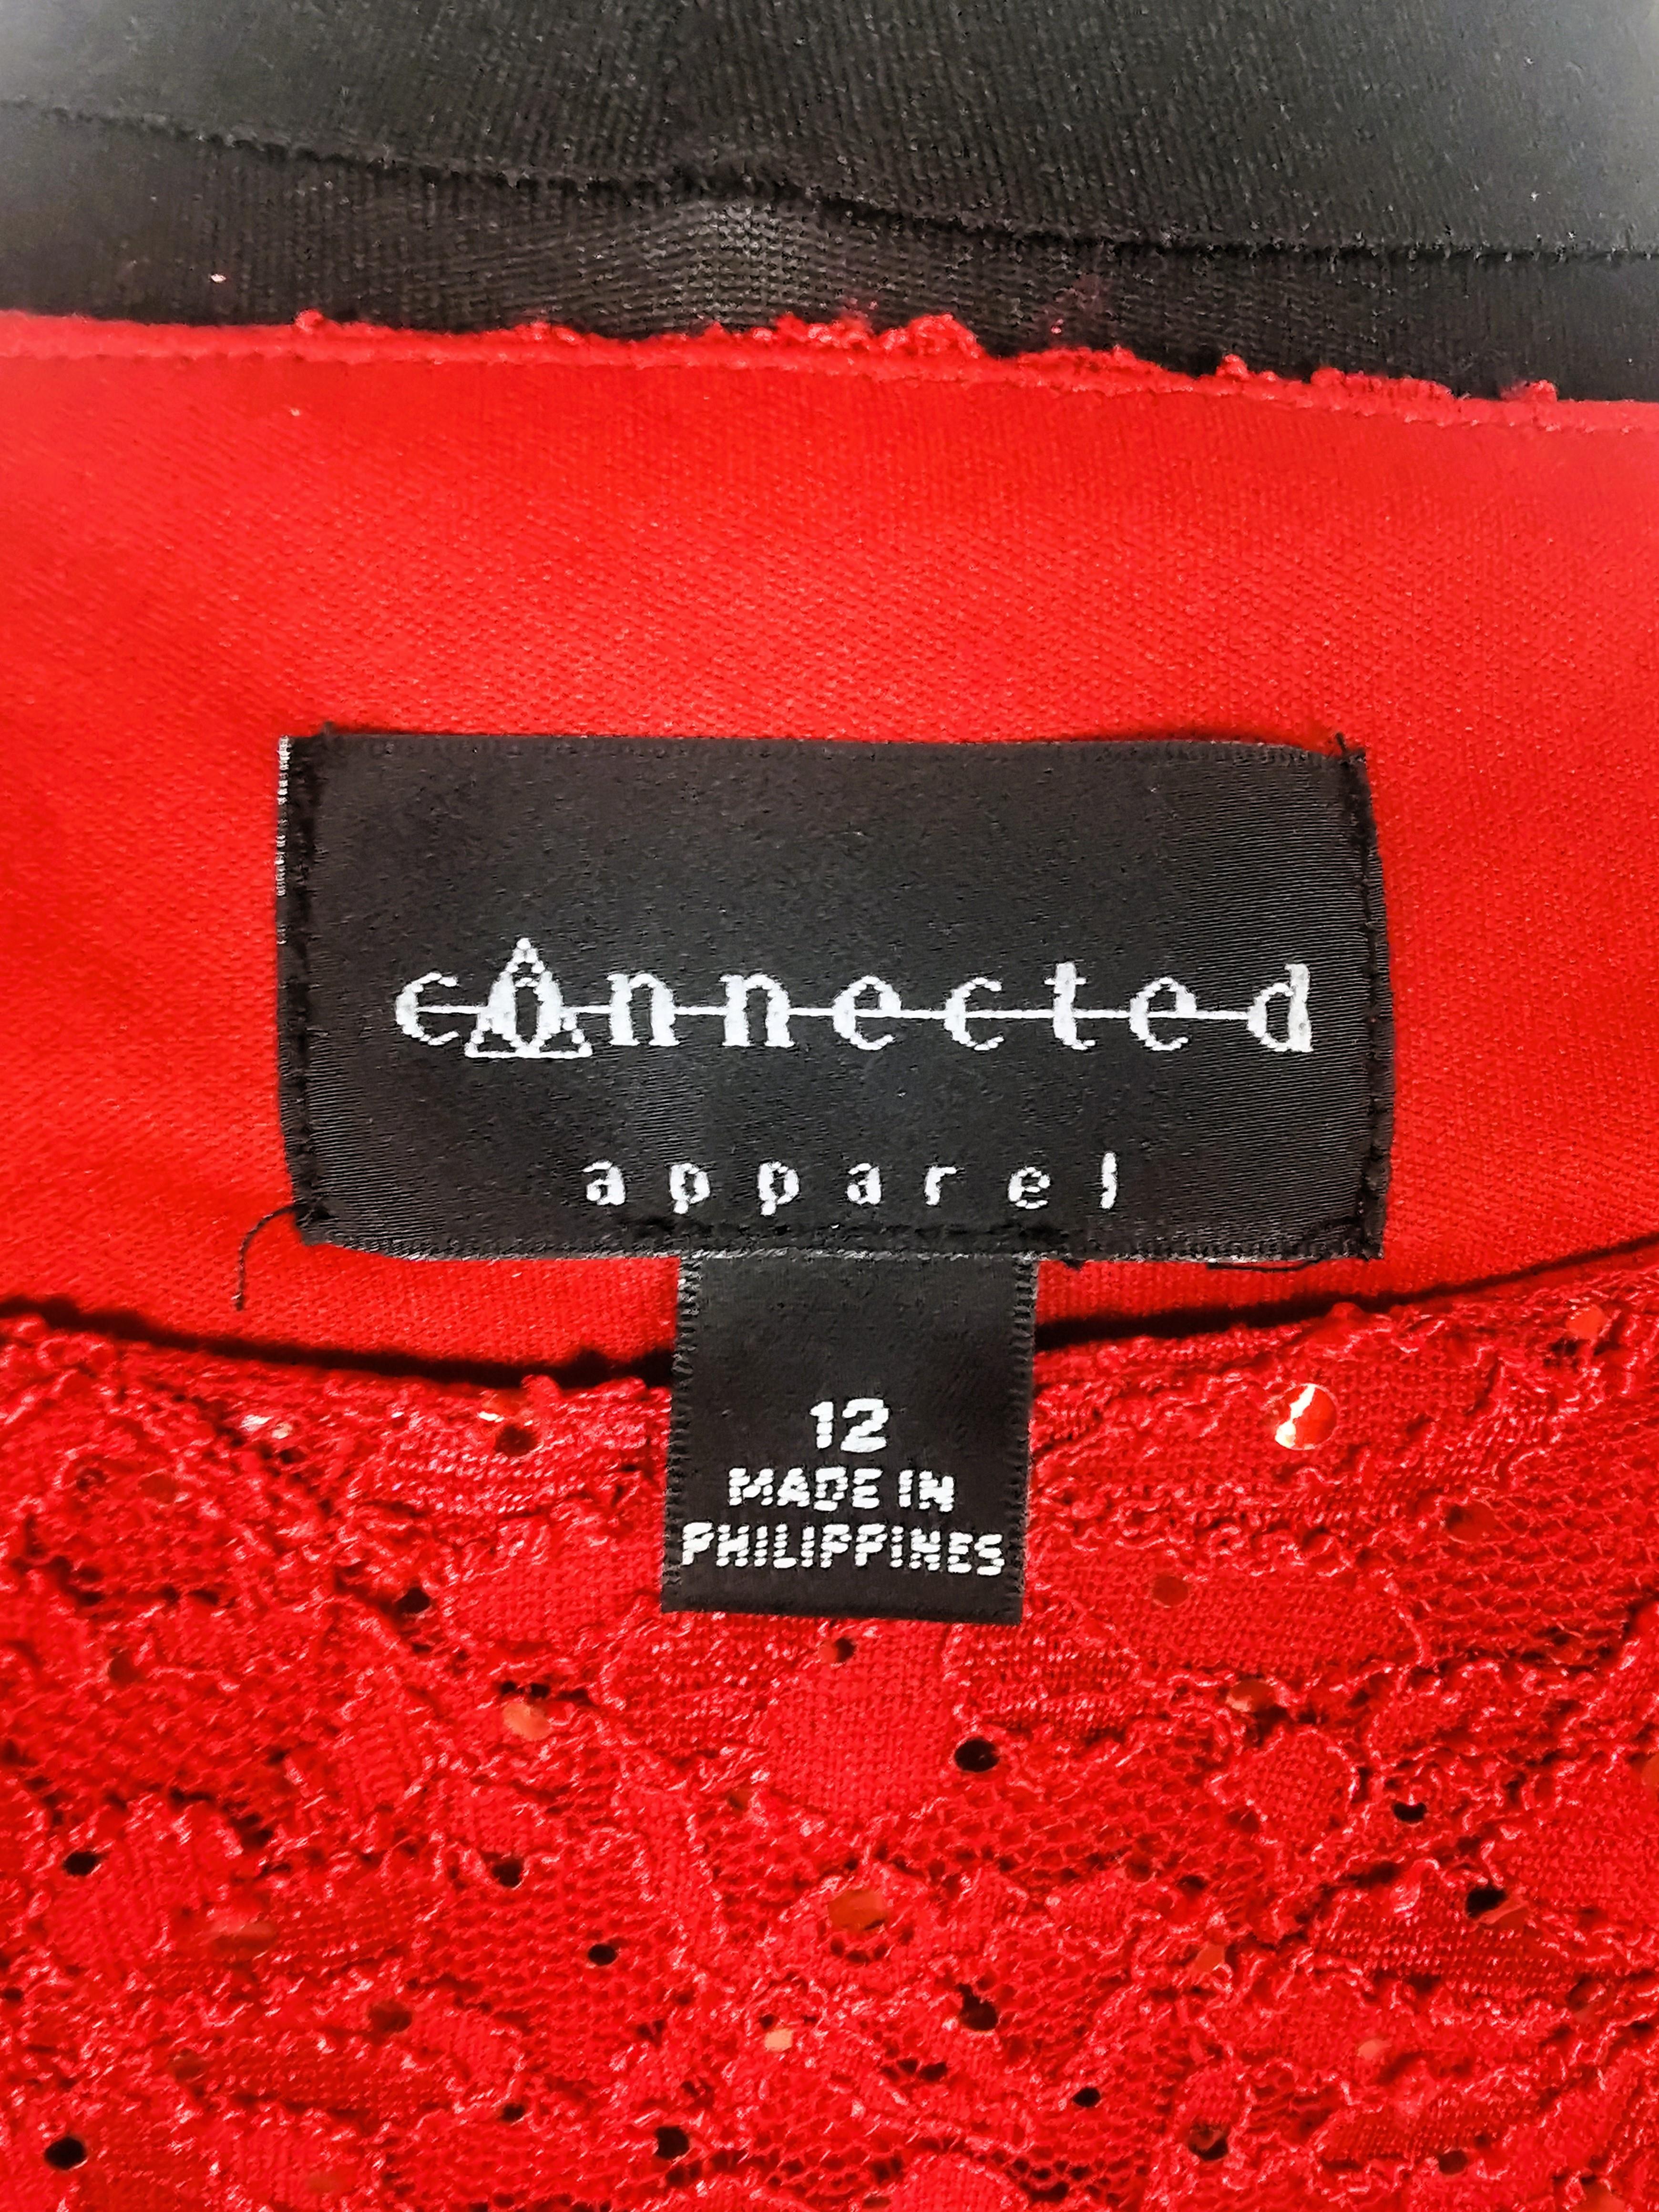 connected
apparel
12
MADE IN
PHILIPPINES